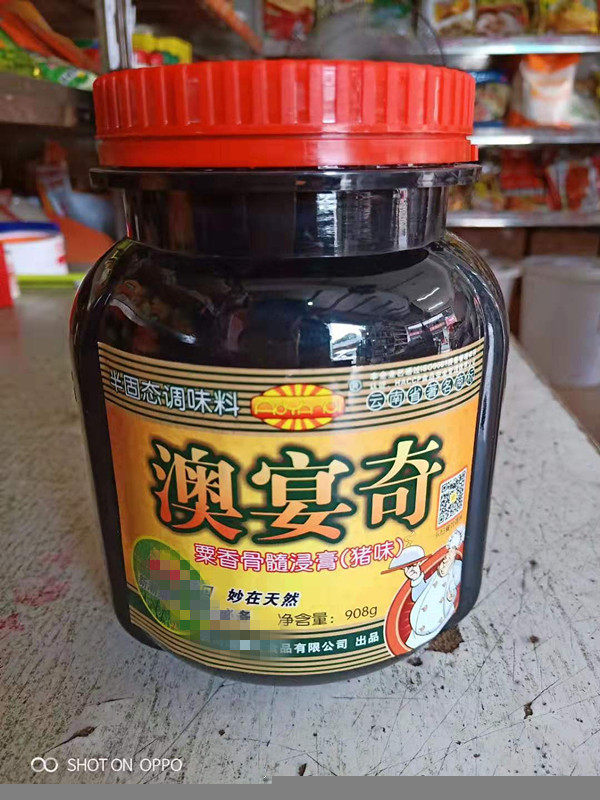 半固态调味料
®
云南省著名商标
澳宴奇
粟香骨髓浸膏(猪味)
妙在天然
净含量: 908g
食品有限公司 出品
SHOT ON OPPO